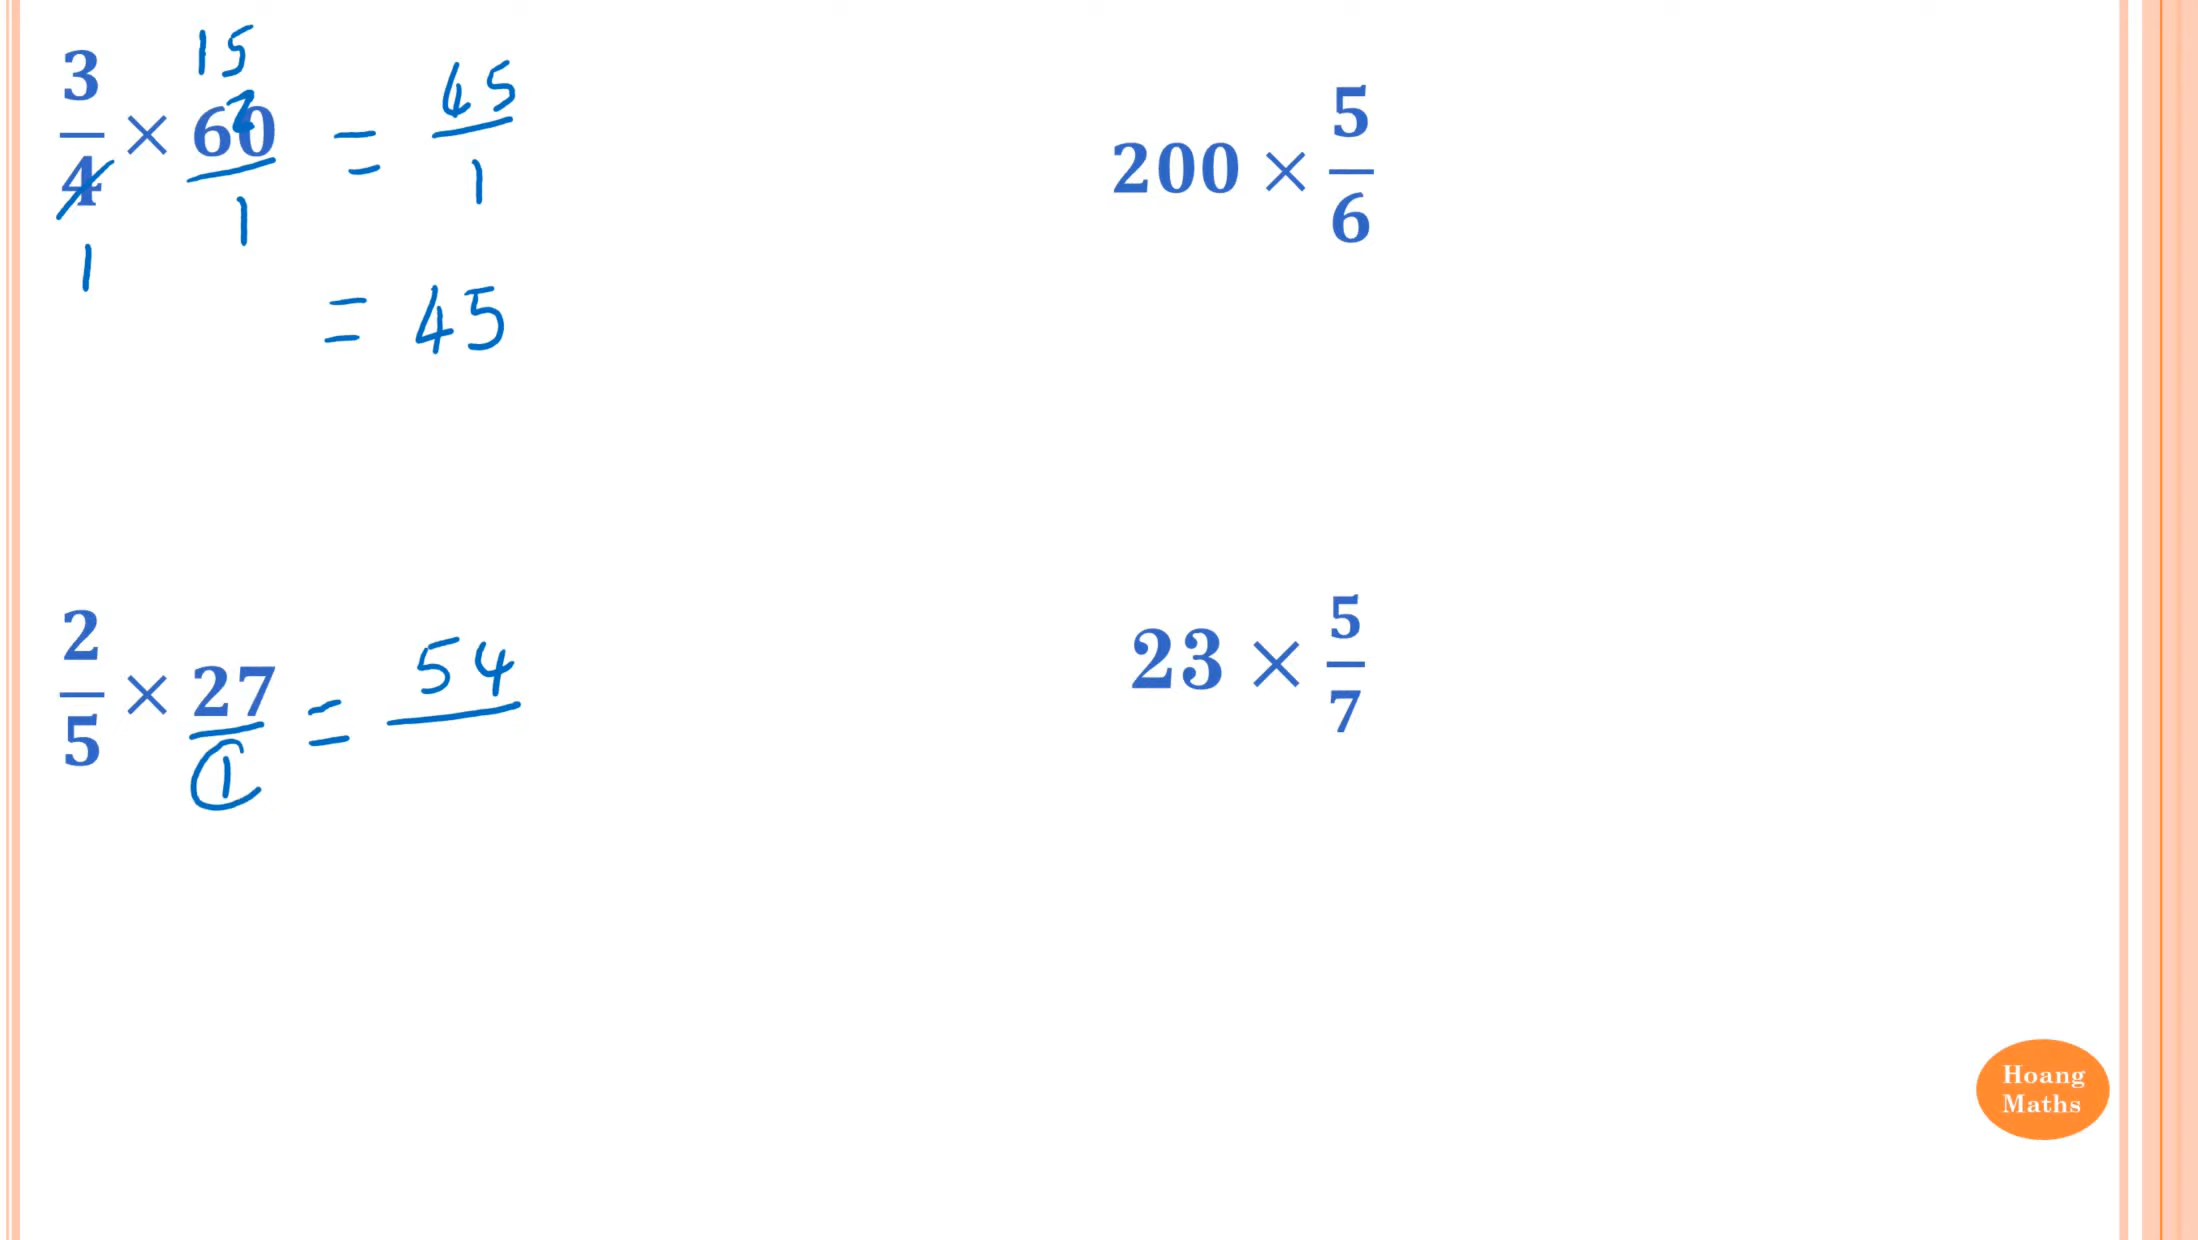 15
3/4 × 60/1 = 45/1
1
= 45
200 × 5/6
2/5 × 27/1 = 54
23 × 5/7
Hoang
Maths